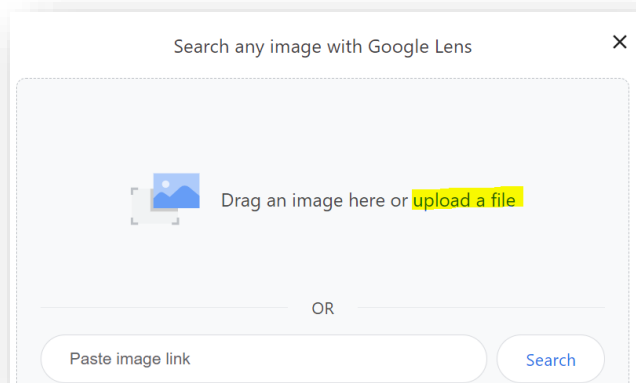 Search any image with Google Lens
Drag an image here or upload a file
OR
Paste image link
Search